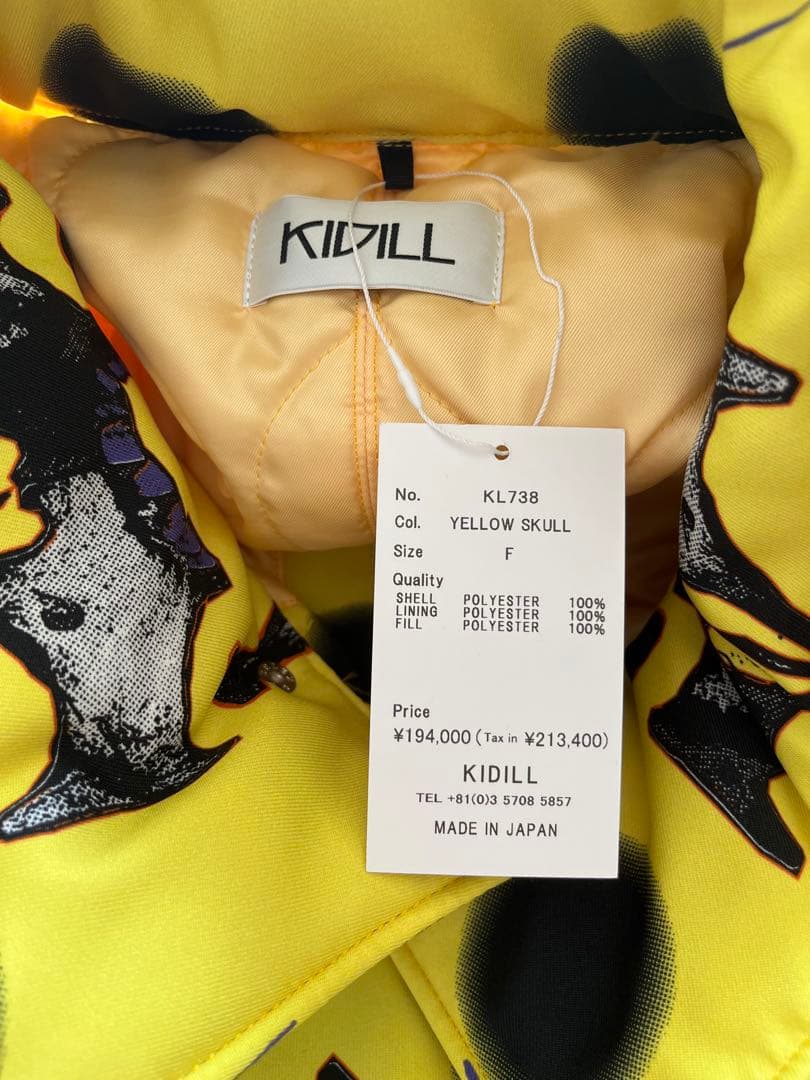 KIDILL
No. KL738
Col. YELLOW SKULL
Size F
Quality
SHELL POLYESTER 100%
LINING POLYESTER 100%
FILL POLYESTER 100%
Price
¥194,000 (Tax in ¥213,400)
KIDILL
TEL +81(0)3 5708 5857
MADE IN JAPAN